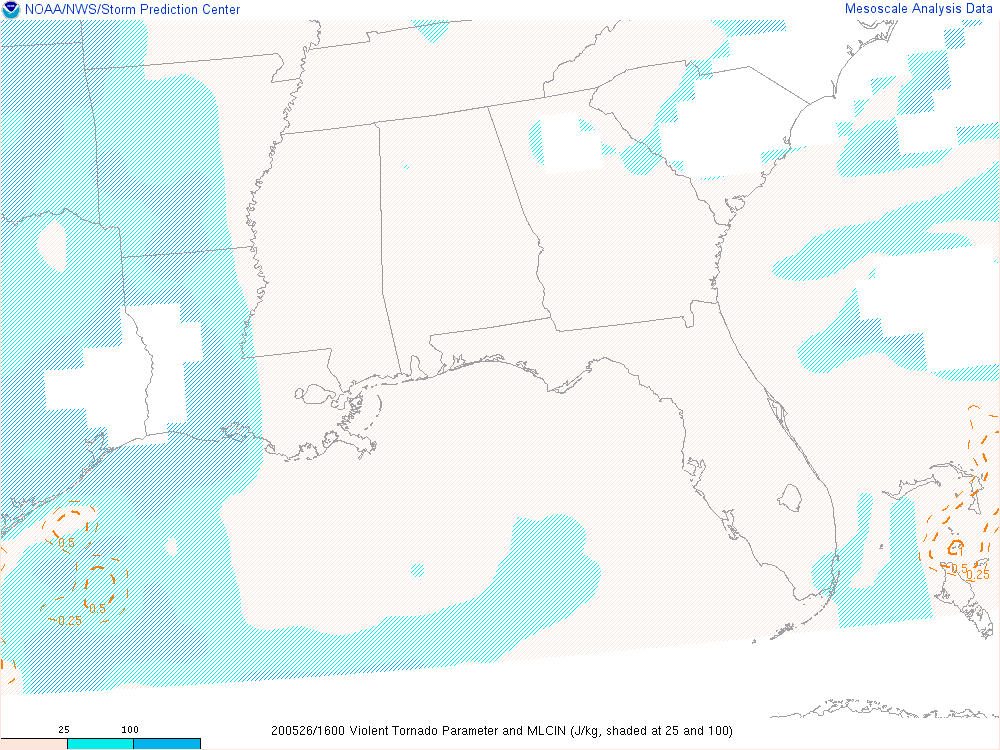 NOAA/NWS/Storm Prediction Center
Mesoscale Analysis Data
0.5
0.5
0.25
0.5
0.25
25 100
200526/1600 Violent Tornado Parameter and MLCIN (J/kg, shaded at 25 and 100)